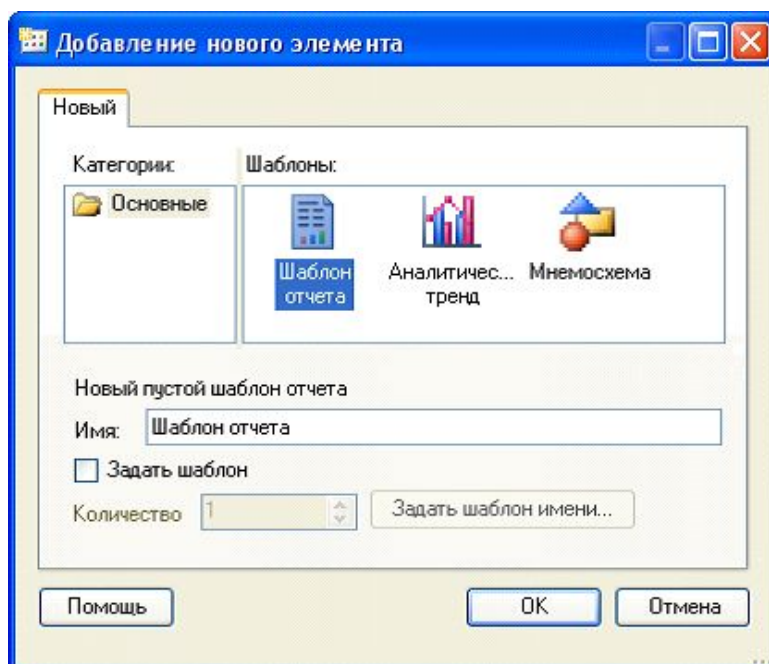 Добавление нового элемента
Новый
Категории:
Шаблоны:
Основные
Шаблон
отчета
Аналитичес...
тренд
Мнемосхема
Новый пустой шаблон отчета
Имя:
Шаблон отчета
Задать шаблон
Количество
1
Задать шаблон имени...
Помощь
OK
Отмена